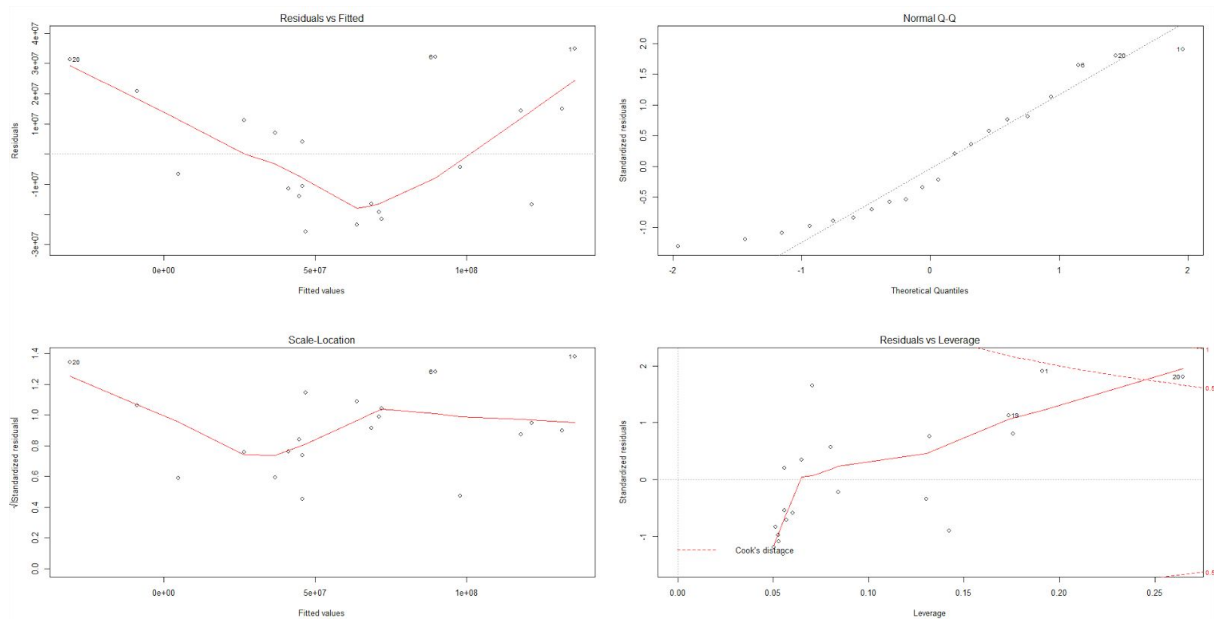 Residuals vs Fitted
Residuals
4e+07
3e+07
2e+07
1e+07
-1e+07
-3e+07
20
6
1
0e+00 5e+07 1e+08
Fitted values
Normal Q-Q
Standardized residuals
2.0
1.5
1.0
0.5
0.0
-0.5
-1.0
6
20
1
-2 -1 0 1 2
Theoretical Quantiles
Scale-Location
√|Standardized residuals|
1.4
1.2
1.0
0.8
0.6
0.4
0.2
0.0
20
6
1
0e+00 5e+07 1e+08
Fitted values
Residuals vs Leverage
Standardized residuals
2
1
0
-1
1
20
19
1
0.5
0.5
Cook's distance
0.00 0.05 0.10 0.15 0.20 0.25
Leverage